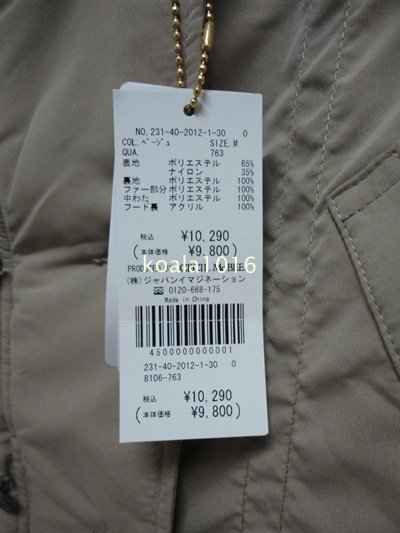 NO.231-40-2012-1-30 0
COL.ベージュ SIZE.M
QUA. 763
表地 ポリエステル 65%
ナイロン 35%
裏地 ポリエステル 100%
ファー部分 ポリエステル 100%
中わた ポリエステル 100%
フード裏 アクリル 100%
税込 ¥10,290
(本体価格 ¥9,800)
koala1016
(株)ジャパンイマジネーション
0120-668-175
Made in China
4500000000001
231-40-2012-1-30 0
8106-763
税込 ¥10,290
(本体価格 ¥9,800)